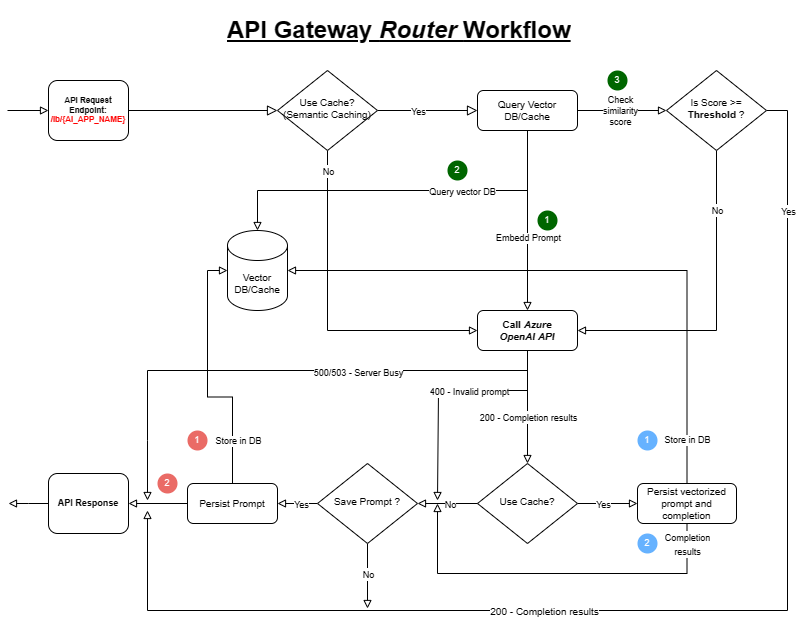 API Gateway Router Workflow
API Request
Endpoint:
/lb/{AI_APP_NAME}
Use Cache?
(Semantic Caching)
Yes
Query Vector
DB/Cache
3
Check
similarity
score
Is Score >=
Threshold ?
No
2
Query vector DB
1
Embedd Prompt
No
Yes
Vector
DB/Cache
Call Azure
OpenAI API
500/503 - Server Busy
400 - Invalid prompt
200 - Completion results
1
Store in DB
1
Store in DB
2
API Response
Persist Prompt
Yes
Save Prompt ?
No
Use Cache?
Yes
Persist vectorized
prompt and
completion
2
Completion
results
No
200 - Completion results